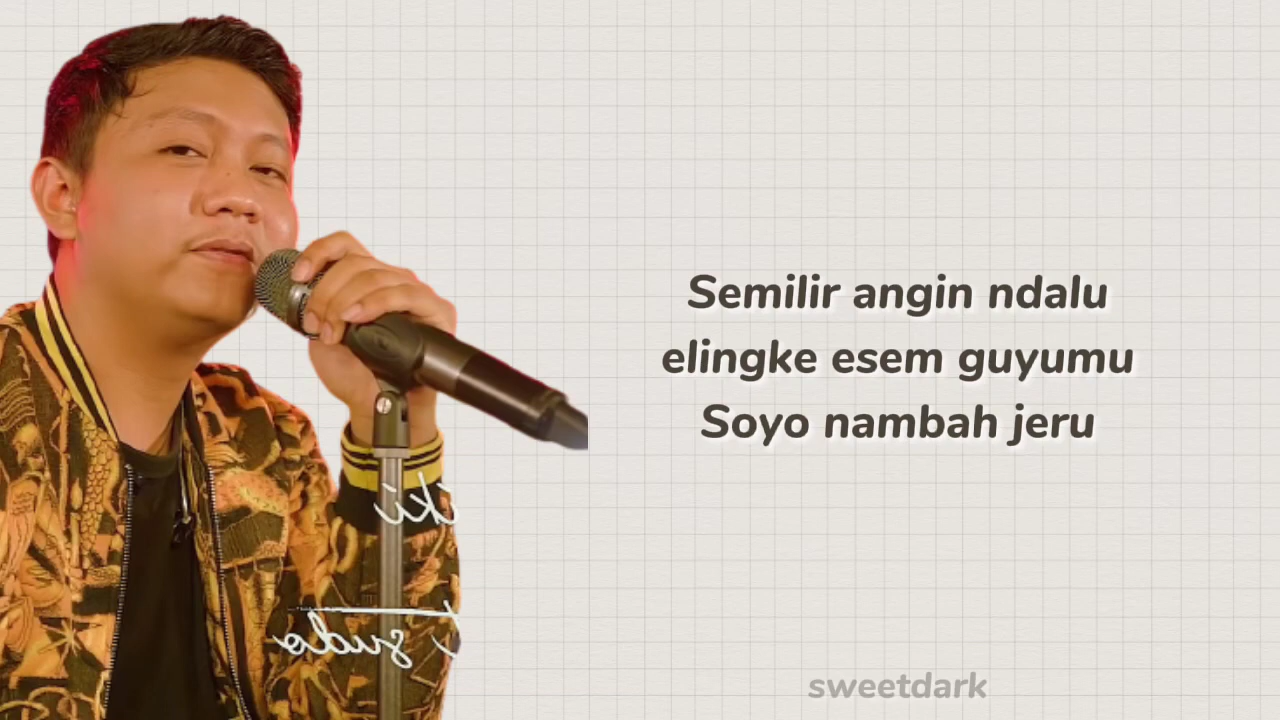 Semilir angin ndalu
elingke esem guyumu
Soyo nambah jeru
sweetdark